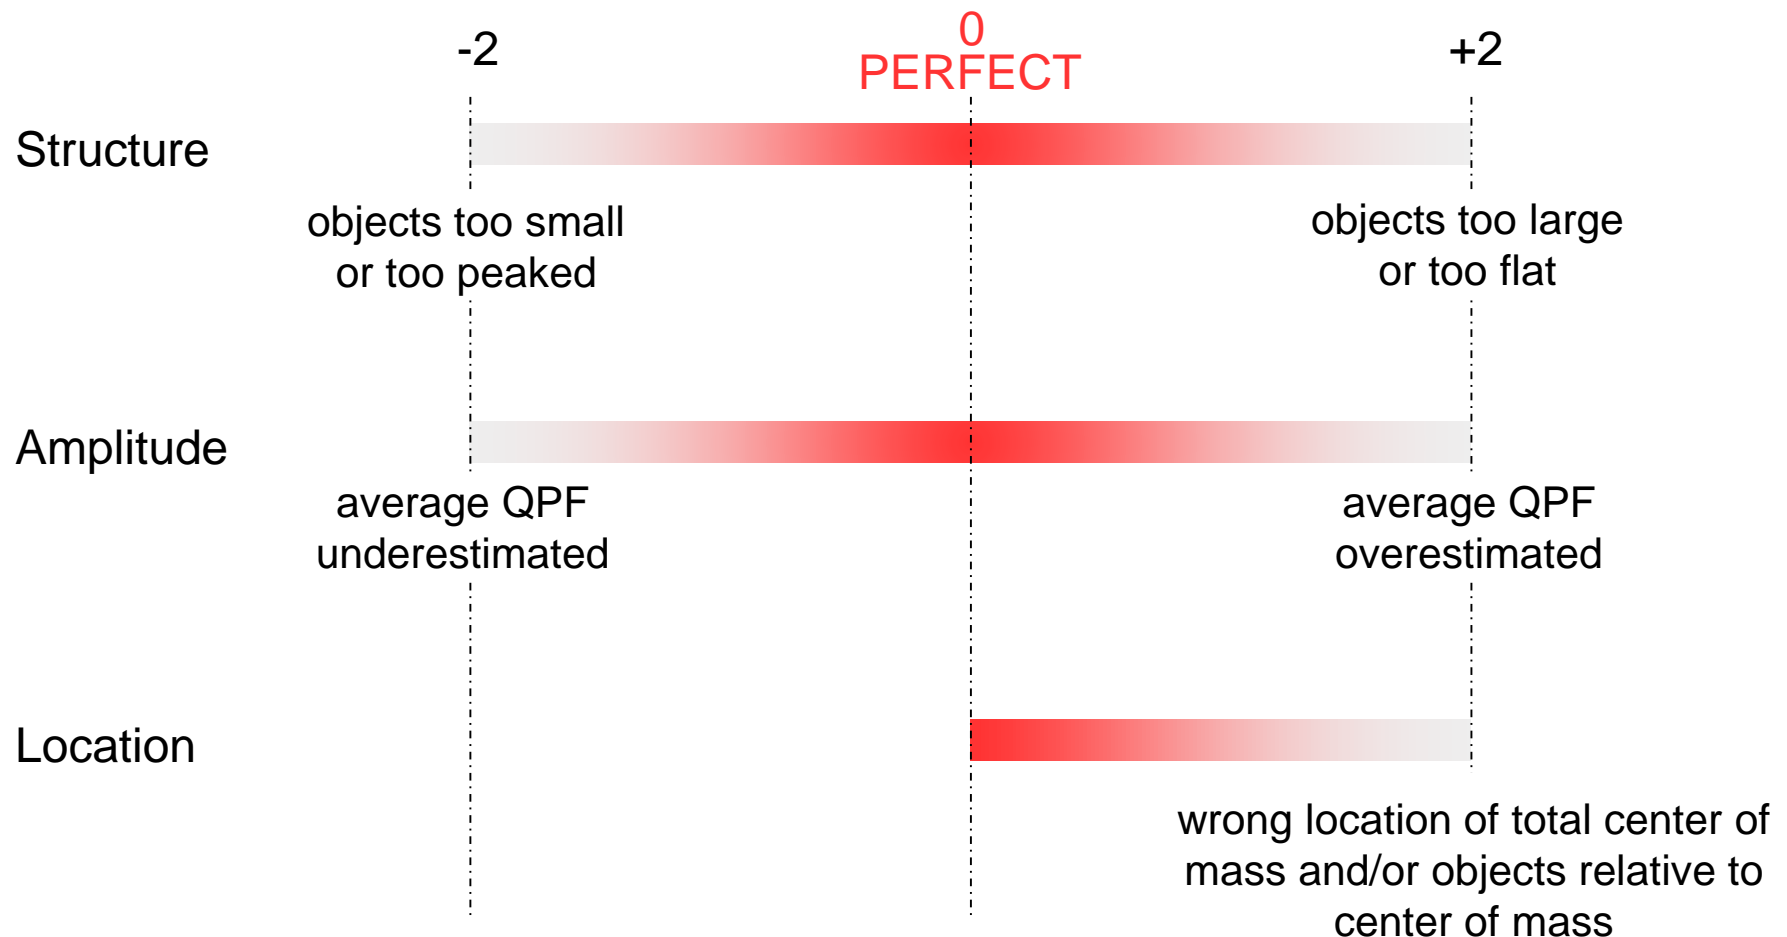 -2
0
PERFECT
+2
Structure
objects too small
or too peaked
objects too large
or too flat
Amplitude
average QPF
underestimated
average QPF
overestimated
Location
wrong location of total center of
mass and/or objects relative to
center of mass